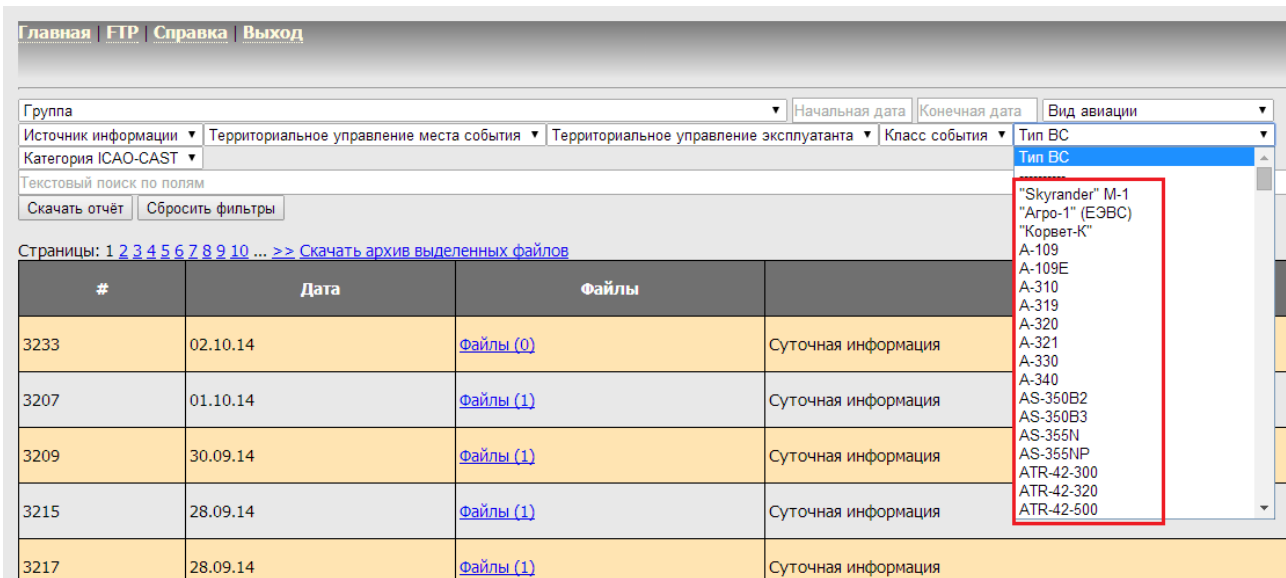 Главная | FTP | Справка | Выход
Группа ▼ Начальная дата Конечная дата Вид авиации ▼
Источник информации ▼ Территориальное управление места события ▼ Территориальное управление эксплуатанта ▼ Класс события ▼ Тип ВС ▼
Категория ICAO-CAST ▼
Текстовый поиск по полям
Скачать отчёт Сбросить фильтры
Тип ВС
----------
"Skyrander" M-1
"Агро-1" (ЕЭВС)
"Корвет-К"
A-109
A-109E
A-310
A-319
A-320
A-321
A-330
A-340
AS-350B2
AS-350B3
AS-355N
AS-355NP
ATR-42-300
ATR-42-320
ATR-42-500
Страницы: 1 2 3 4 5 6 7 8 9 10 ... >> Скачать архив выделенных файлов
# Дата Файлы
3233 02.10.14 Файлы (0) Суточная информация
3207 01.10.14 Файлы (1) Суточная информация
3209 30.09.14 Файлы (1) Суточная информация
3215 28.09.14 Файлы (1) Суточная информация
3217 28.09.14 Файлы (1) Суточная информация